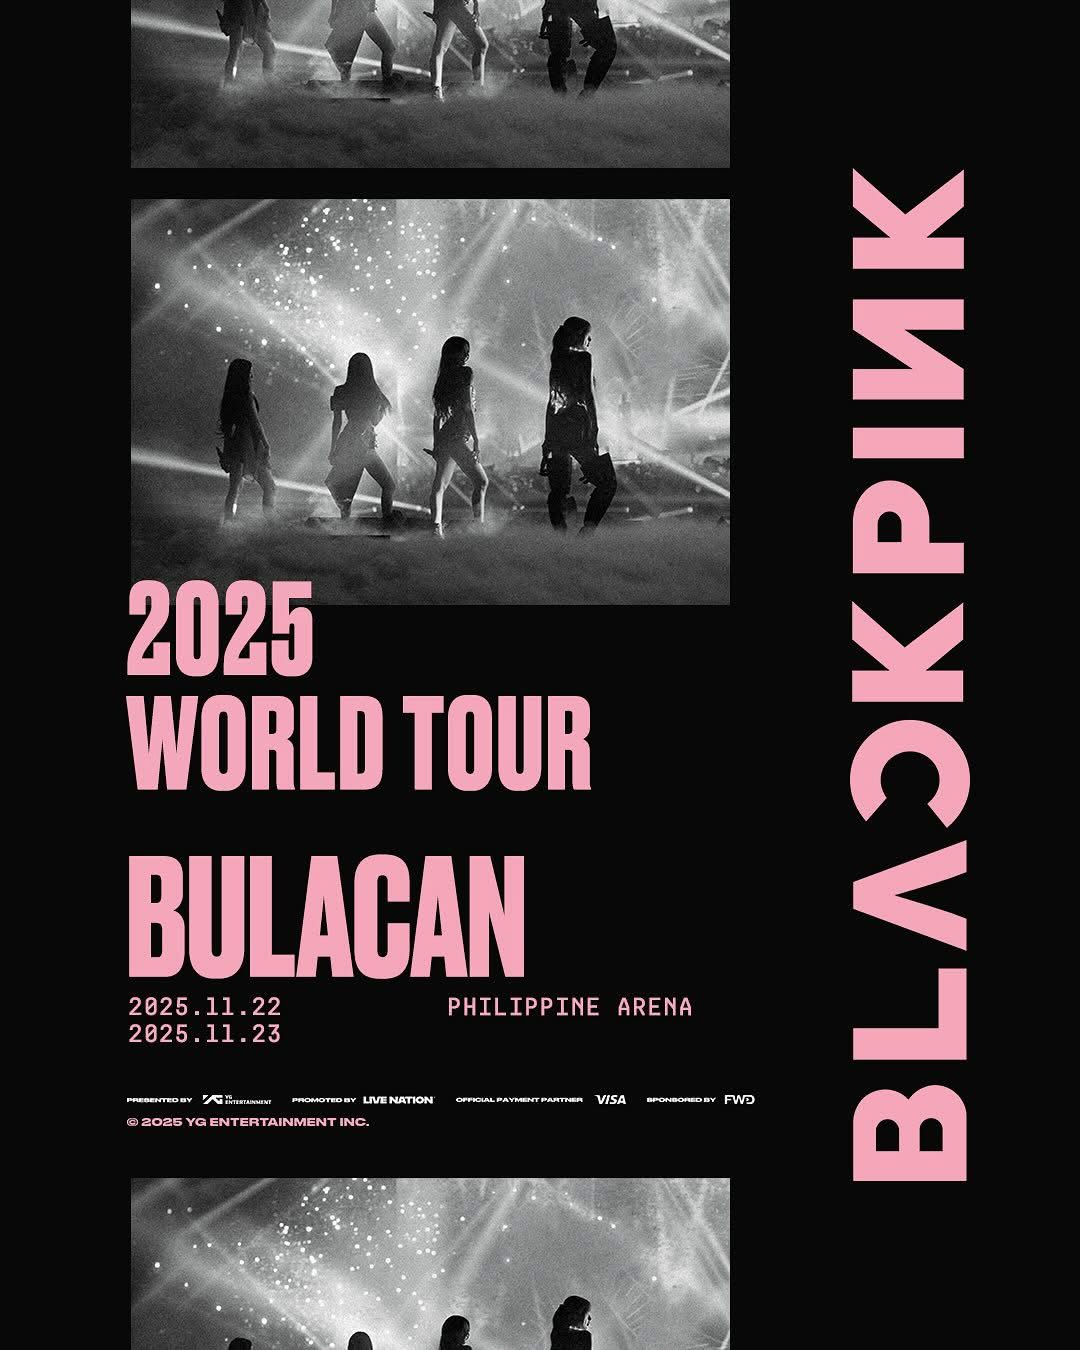 2025
WORLD TOUR
BULACAN
2025.11.22 PHILIPPINE ARENA
2025.11.23
PRESENTED BY YG ENTERTAINMENT PROMOTED BY LIVE NATION OFFICIAL PAYMENT PARTNER VISA SPONSORED BY FWD
© 2025 YG ENTERTAINMENT INC.
BLΛƆKPIИK